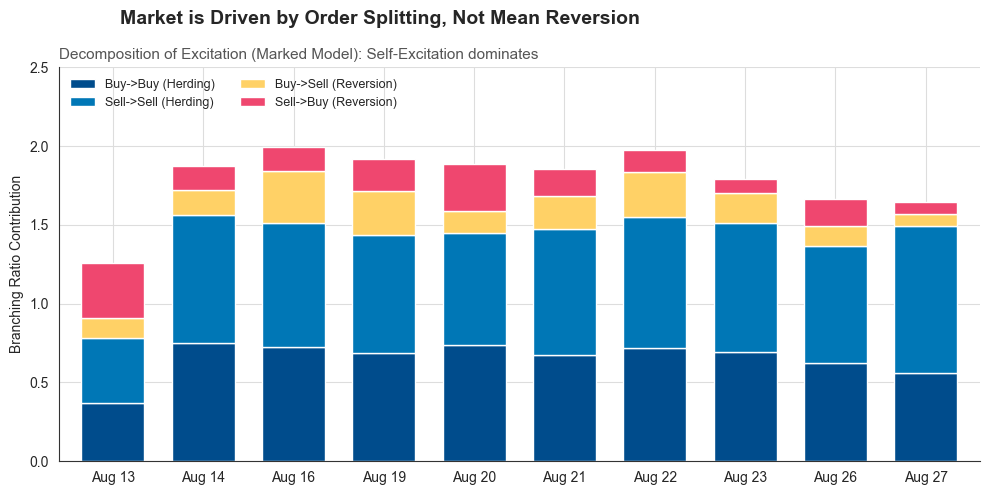 Market is Driven by Order Splitting, Not Mean Reversion
Decomposition of Excitation (Marked Model): Self-Excitation dominates
Buy->Buy (Herding)
Sell->Sell (Herding)
Buy->Sell (Reversion)
Sell->Buy (Reversion)
Branching Ratio Contribution
2.5
2.0
1.5
1.0
0.5
0.0
Aug 13 Aug 14 Aug 16 Aug 19 Aug 20 Aug 21 Aug 22 Aug 23 Aug 26 Aug 27